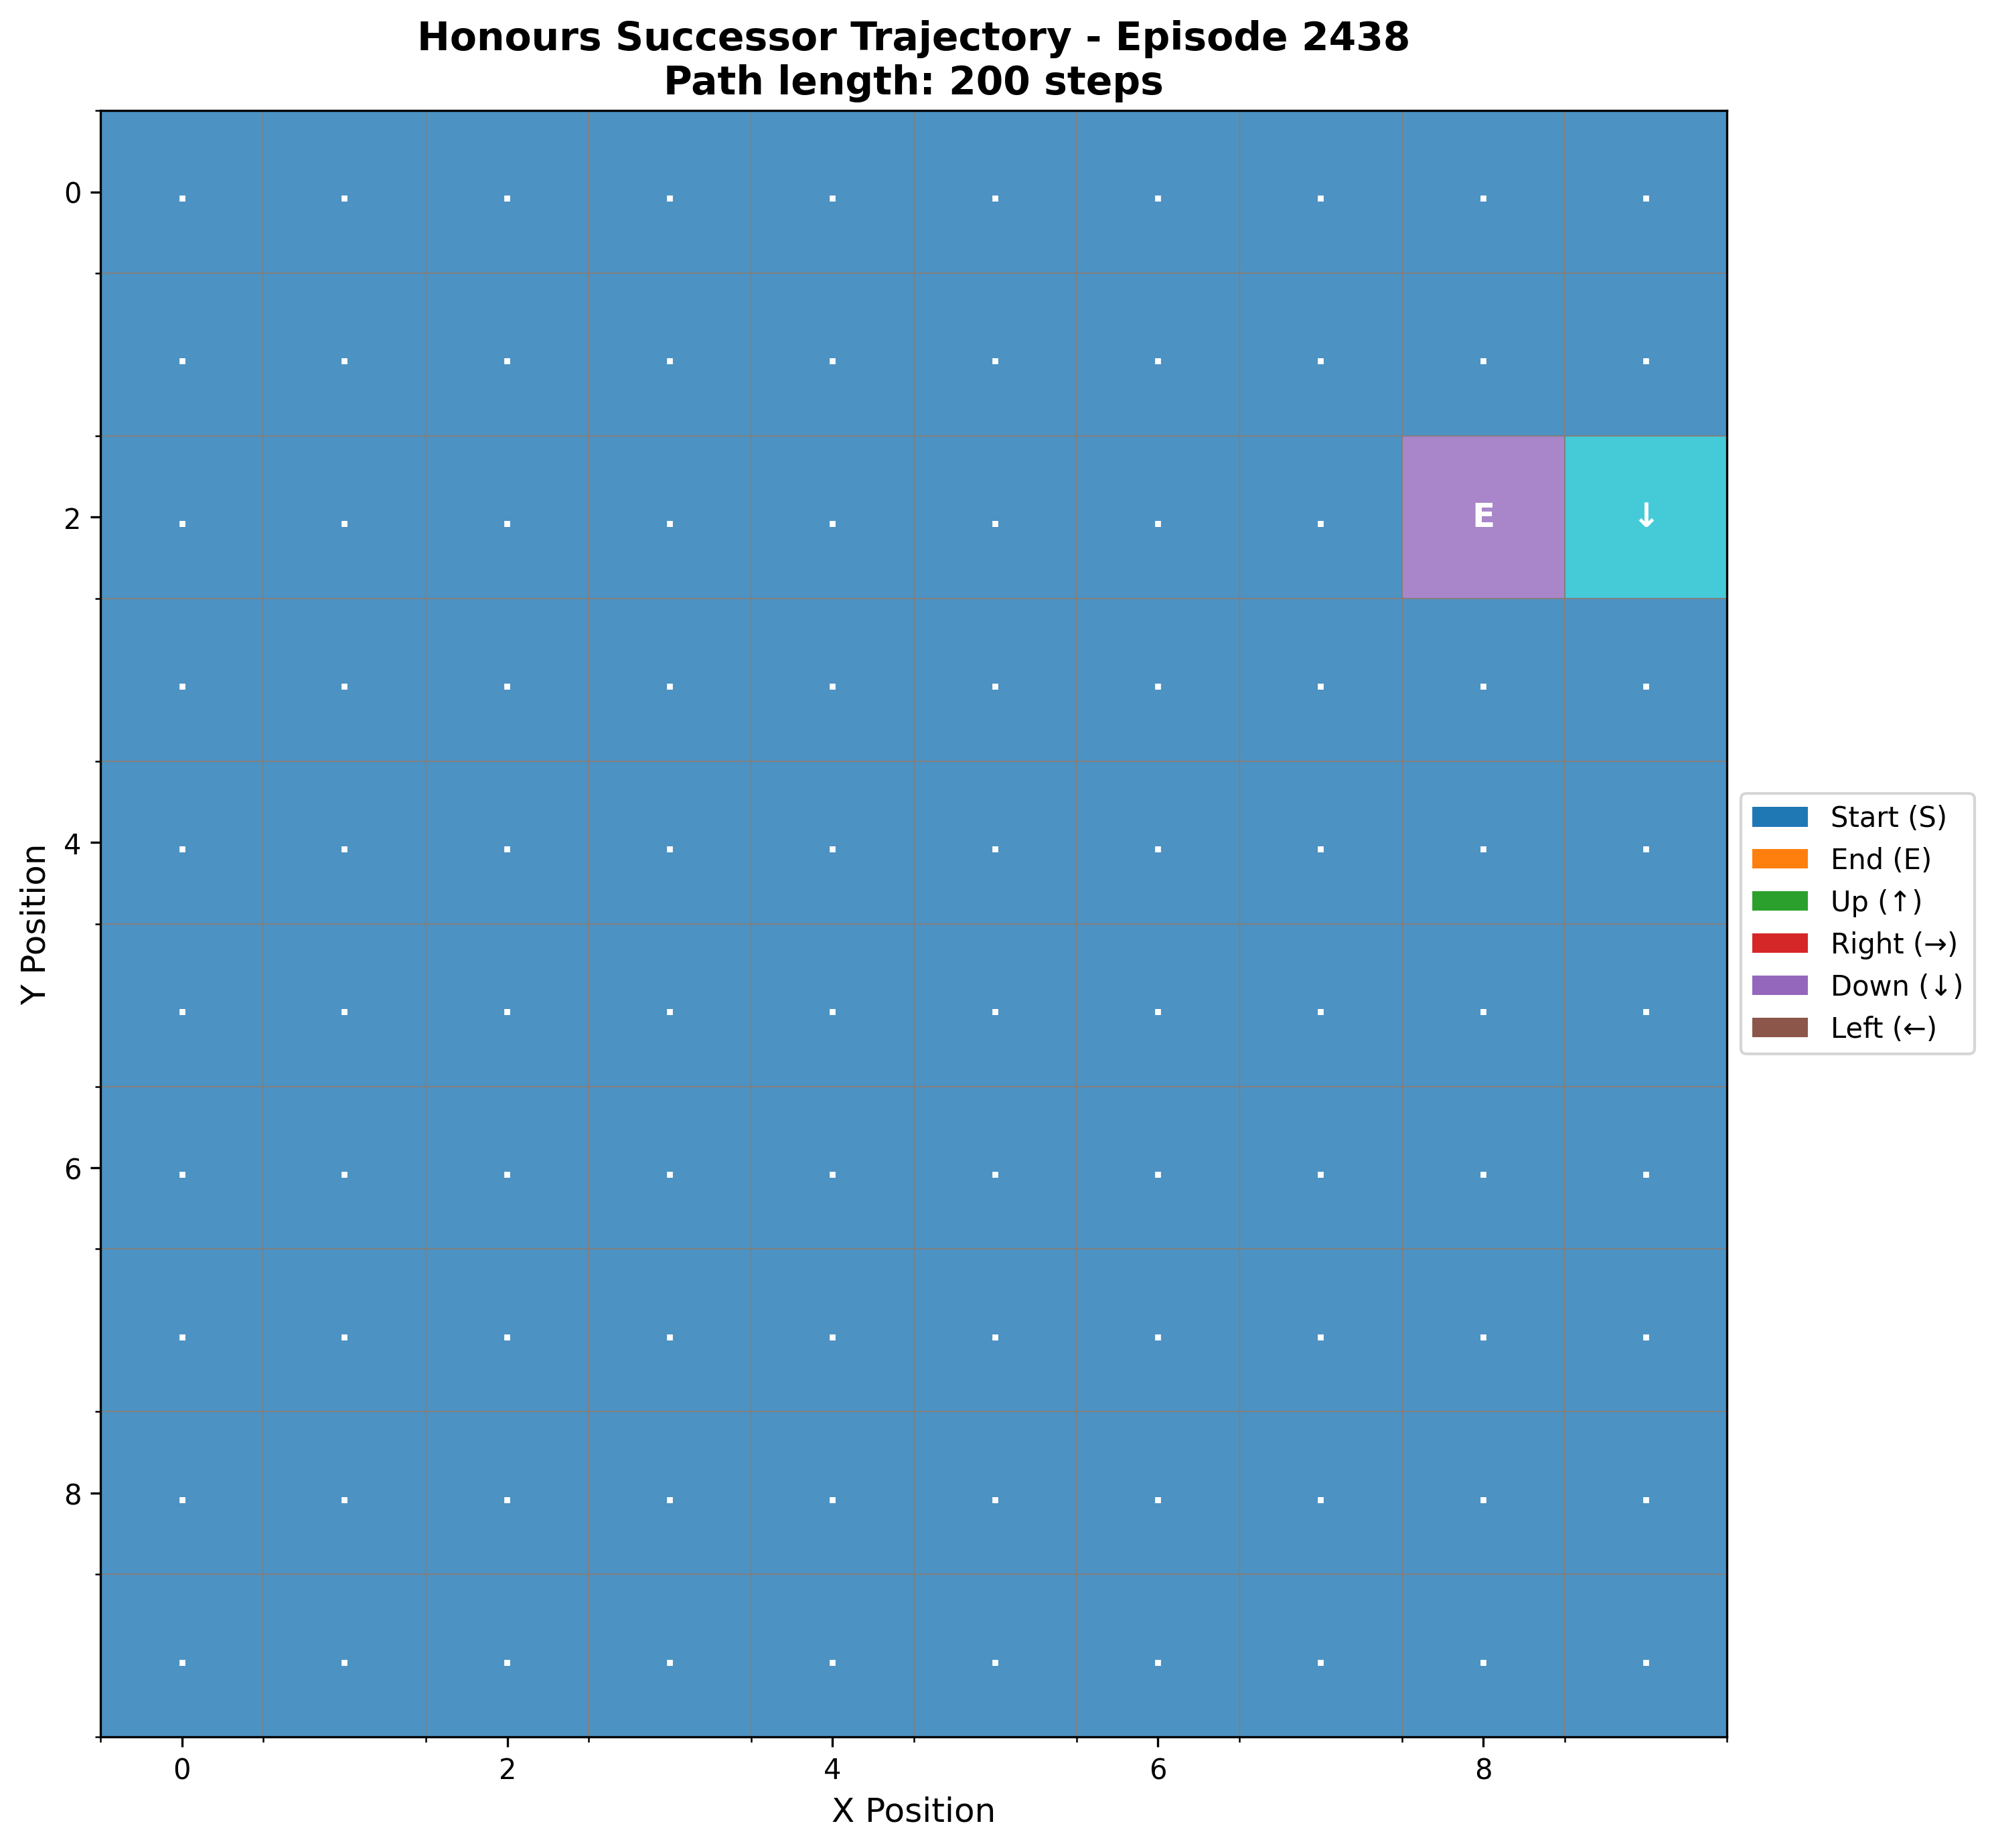 Honours Successor Trajectory - Episode 2438
Path length: 200 steps
0
2
E ↓
4
6
8
Y Position
0 2 4 6 8
X Position
Start (S)
End (E)
Up (↑)
Right (→)
Down (↓)
Left (←)